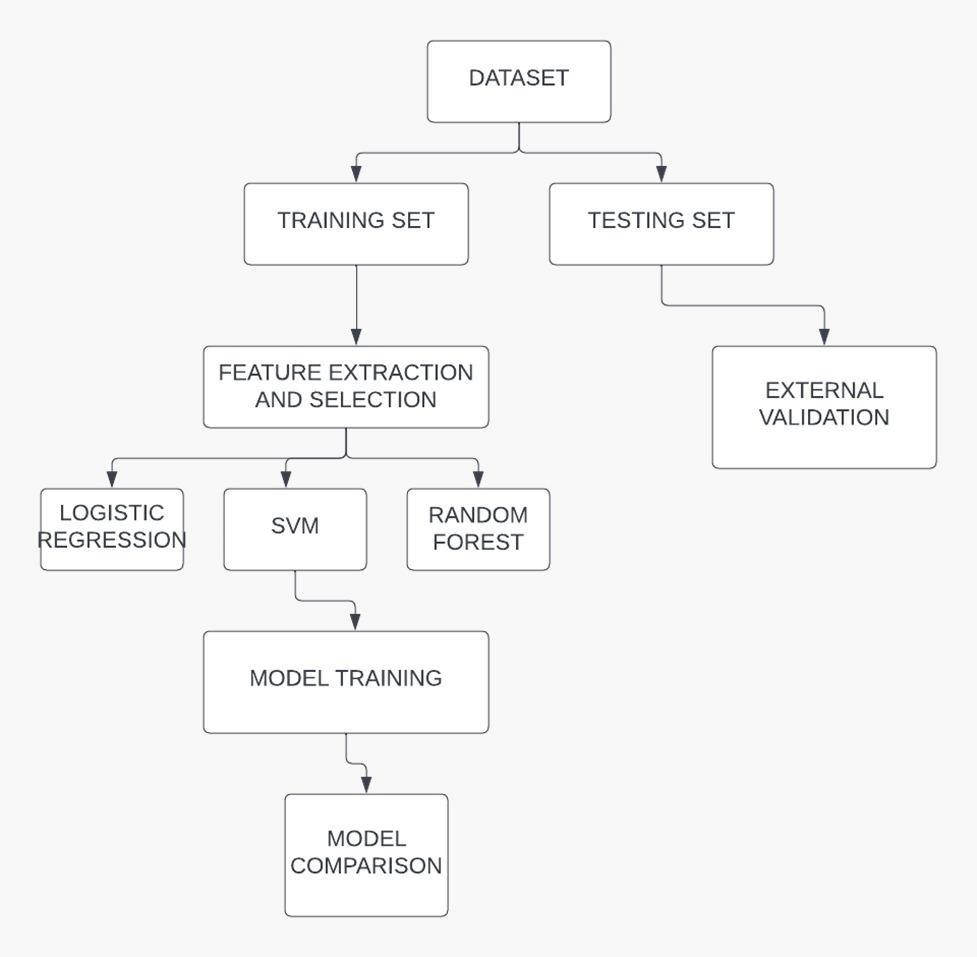 DATASET
TRAINING SET
TESTING SET
FEATURE EXTRACTION
AND SELECTION
EXTERNAL
VALIDATION
LOGISTIC
REGRESSION
SVM
RANDOM
FOREST
MODEL TRAINING
MODEL
COMPARISON